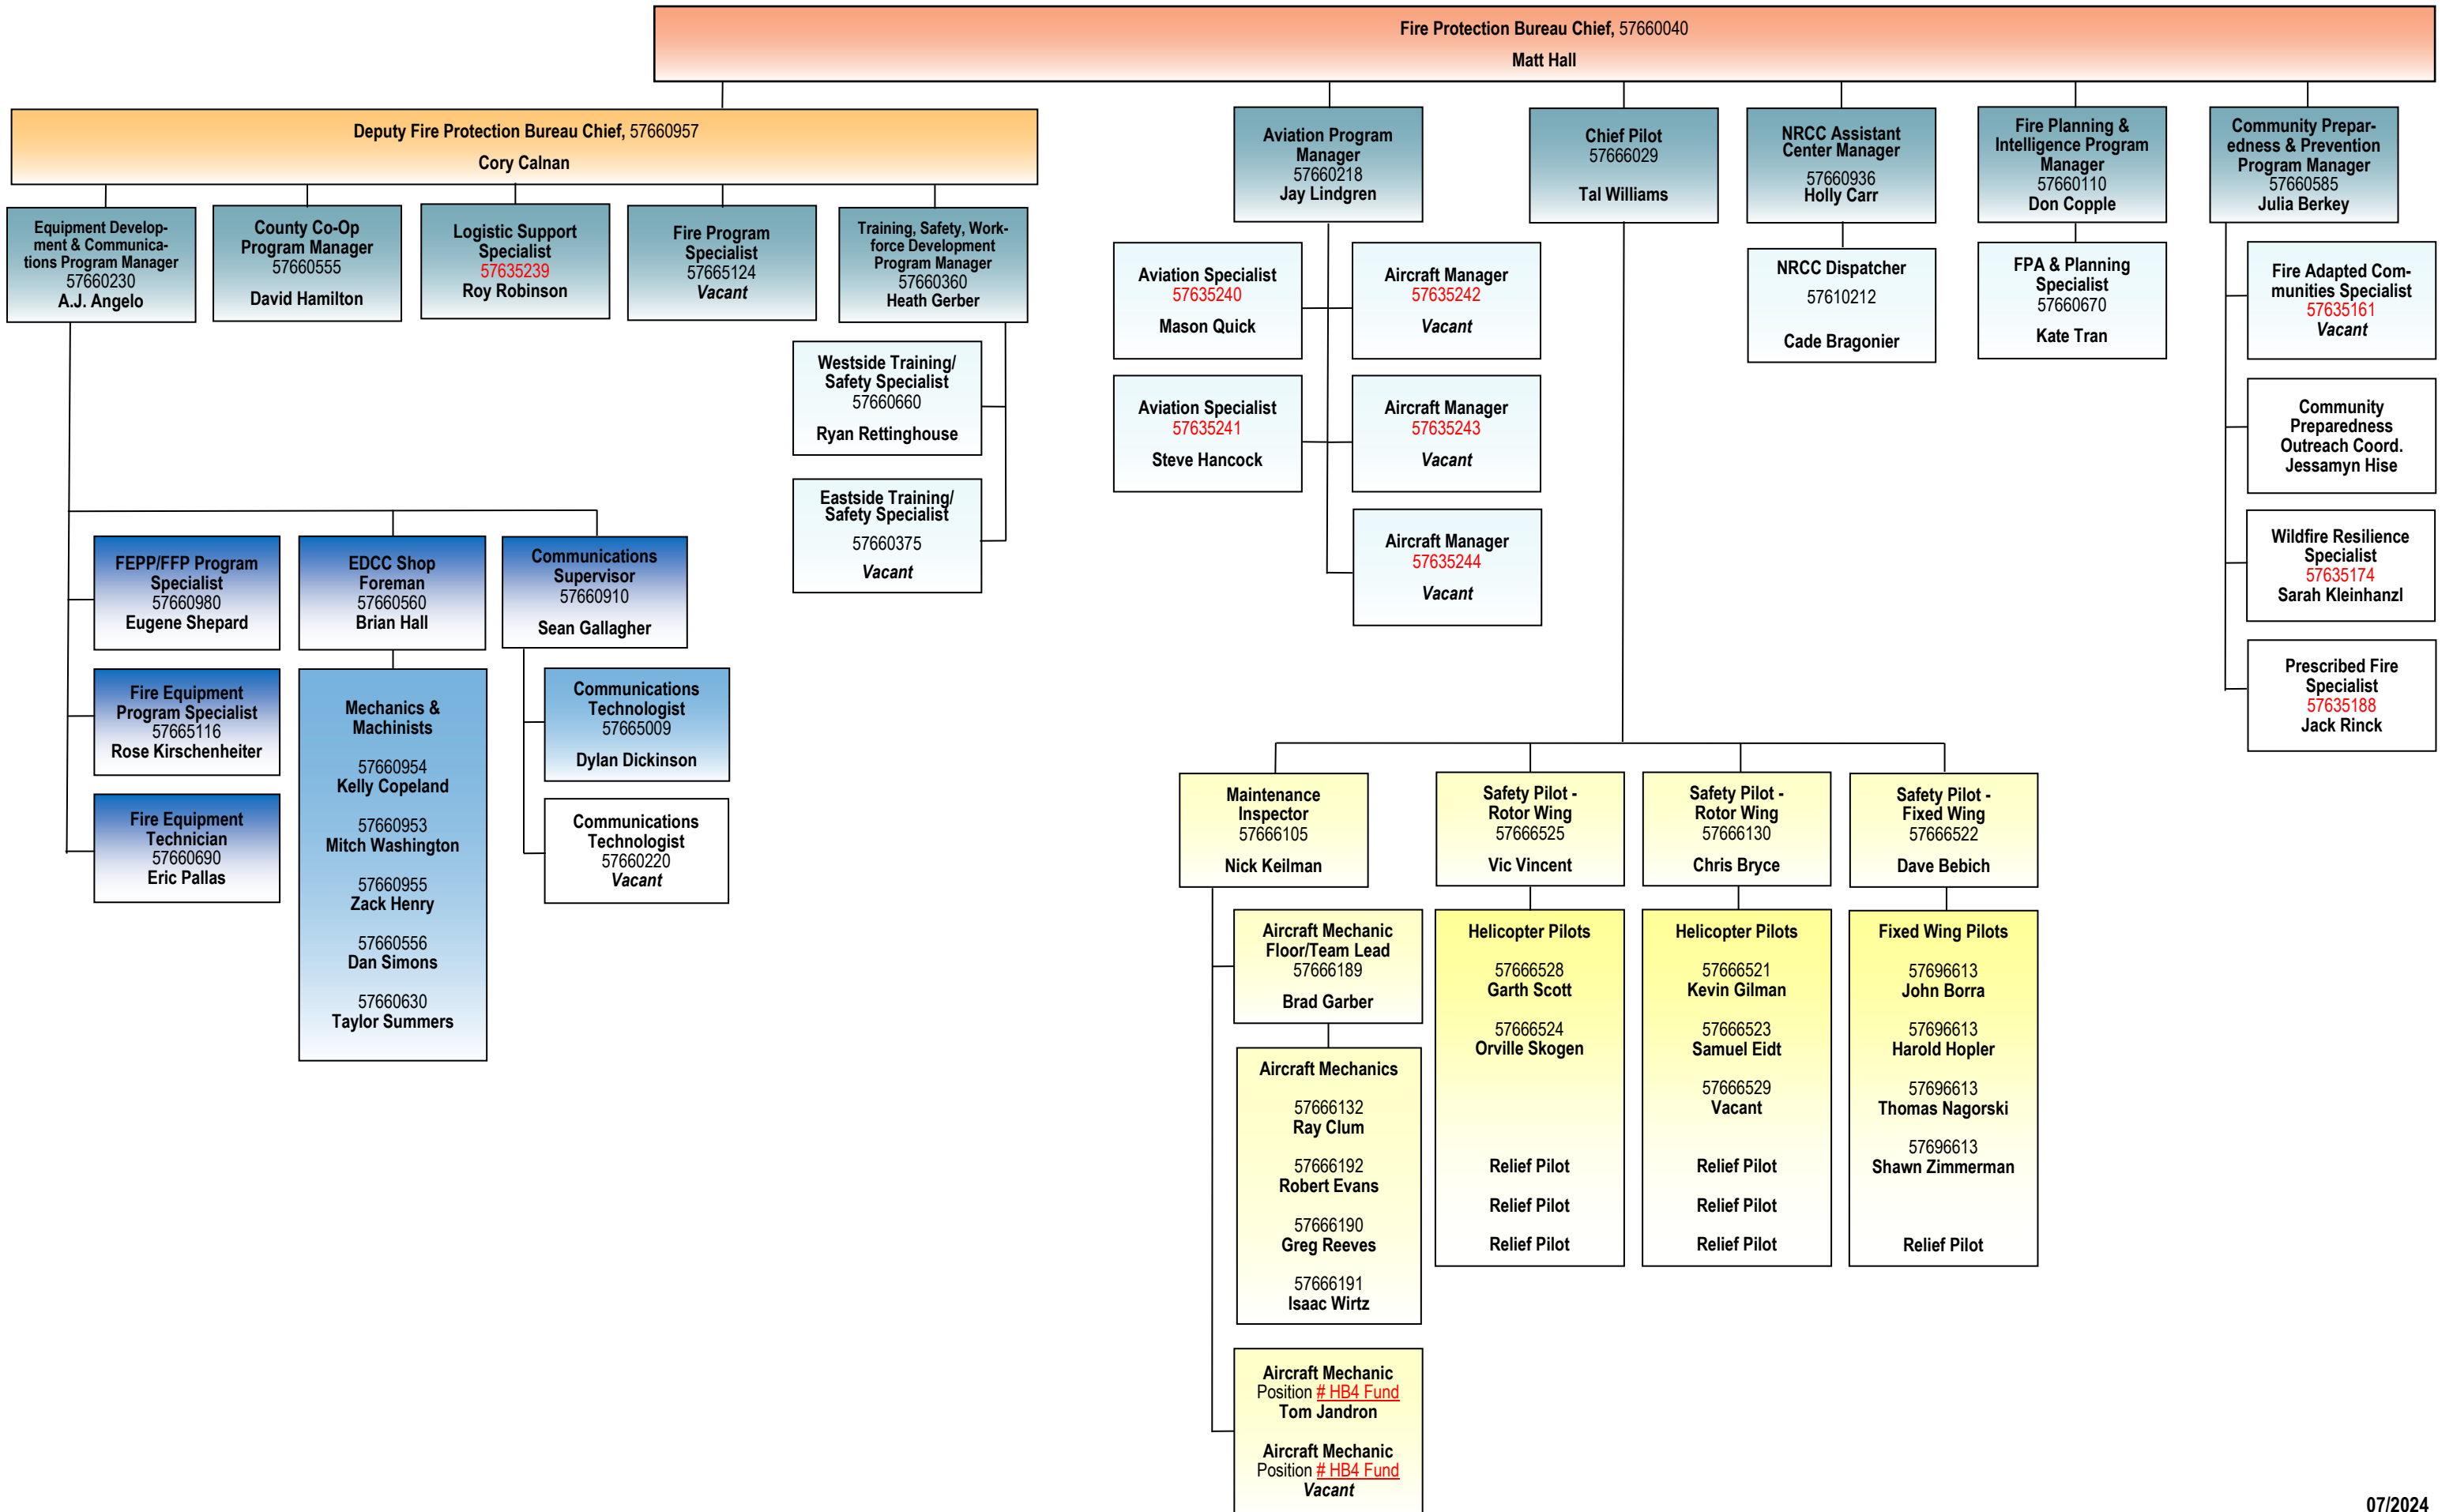 Fire Protection Bureau Chief, 57660040
Matt Hall
Deputy Fire Protection Bureau Chief, 57660957
Cory Calnan
Equipment Develop-
ment & Communica-
tions Program Manager
57660230
A.J. Angelo
County Co-Op
Program Manager
57660555
David Hamilton
Logistic Support
Specialist
57635239
Roy Robinson
Fire Program
Specialist
57665124
Vacant
Training, Safety, Work-
force Development
Program Manager
57660360
Heath Gerber
Aviation Program
Manager
57660218
Jay Lindgren
Chief Pilot
57666029
Tal Williams
NRCC Assistant
Center Manager
57660936
Holly Carr
Fire Planning &
Intelligence Program
Manager
57660110
Don Copple
Community Prepar-
edness & Prevention
Program Manager
57660585
Julia Berkey
Westside Training/
Safety Specialist
57660660
Ryan Rettinghouse
Eastside Training/
Safety Specialist
57660375
Vacant
Aviation Specialist
57635240
Mason Quick
Aircraft Manager
57635242
Vacant
Aviation Specialist
57635241
Steve Hancock
Aircraft Manager
57635243
Vacant
Aircraft Manager
57635244
Vacant
NRCC Dispatcher
57610212
Cade Bragonier
FPA & Planning
Specialist
57660670
Kate Tran
Fire Adapted Com-
munities Specialist
57635161
Vacant
Community
Preparedness
Outreach Coord.
Jessamyn Hise
Wildfire Resilience
Specialist
57635174
Sarah Kleinhanzl
Prescribed Fire
Specialist
57635188
Jack Rinck
FEPP/FFP Program
Specialist
57660980
Eugene Shepard
Fire Equipment
Program Specialist
57665116
Rose Kirschenheiter
Fire Equipment
Technician
57660690
Eric Pallas
EDCC Shop
Foreman
57660560
Brian Hall
Mechanics &
Machinists
57660954
Kelly Copeland
57660953
Mitch Washington
57660955
Zack Henry
57660556
Dan Simons
57660630
Taylor Summers
Communications
Supervisor
57660910
Sean Gallagher
Communications
Technologist
57665009
Dylan Dickinson
Communications
Technologist
57660220
Vacant
Maintenance
Inspector
57666105
Nick Keilman
Aircraft Mechanic
Floor/Team Lead
57666189
Brad Garber
Aircraft Mechanics
57666132
Ray Clum
57666192
Robert Evans
57666190
Greg Reeves
57666191
Isaac Wirtz
Aircraft Mechanic
Position # HB4 Fund
Tom Jandron
Aircraft Mechanic
Position # HB4 Fund
Vacant
Safety Pilot -
Rotor Wing
57666525
Vic Vincent
Helicopter Pilots
57666528
Garth Scott
57666524
Orville Skogen
Relief Pilot
Relief Pilot
Relief Pilot
Safety Pilot -
Rotor Wing
57666130
Chris Bryce
Helicopter Pilots
57666521
Kevin Gilman
57666523
Samuel Eidt
57666529
Vacant
Relief Pilot
Relief Pilot
Relief Pilot
Safety Pilot -
Fixed Wing
57666522
Dave Bebich
Fixed Wing Pilots
57696613
John Borra
57696613
Harold Hopler
57696613
Thomas Nagorski
57696613
Shawn Zimmerman
Relief Pilot
07/2024